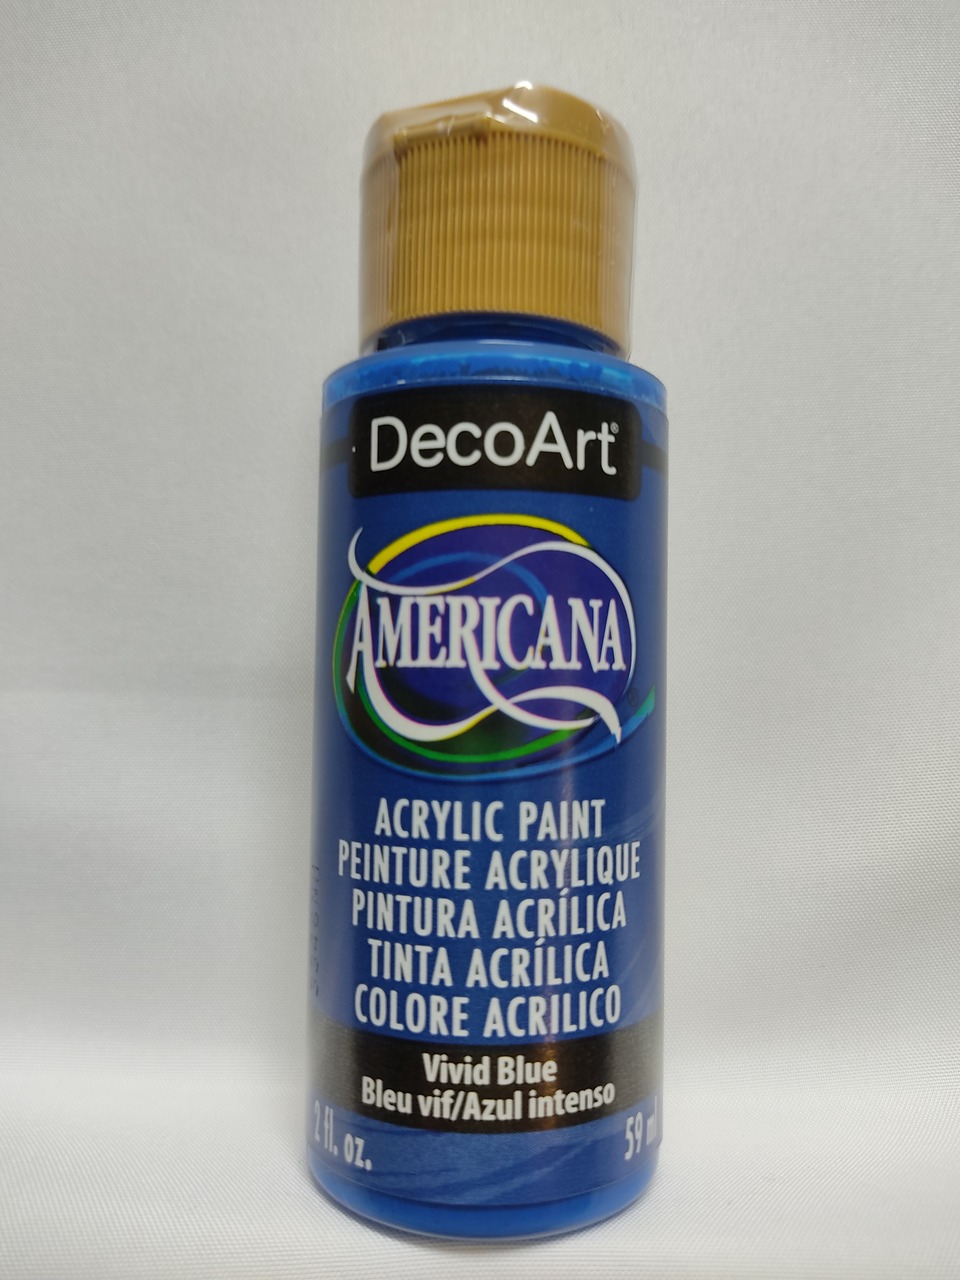 DecoArt®
AMERICANA®
ACRYLIC PAINT
PEINTURE ACRYLIQUE
PINTURA ACRÍLICA
TINTA ACRÍLICA
COLORE ACRILICO
Vivid Blue
Bleu vif/Azul intenso
2 fl. oz. 59 ml